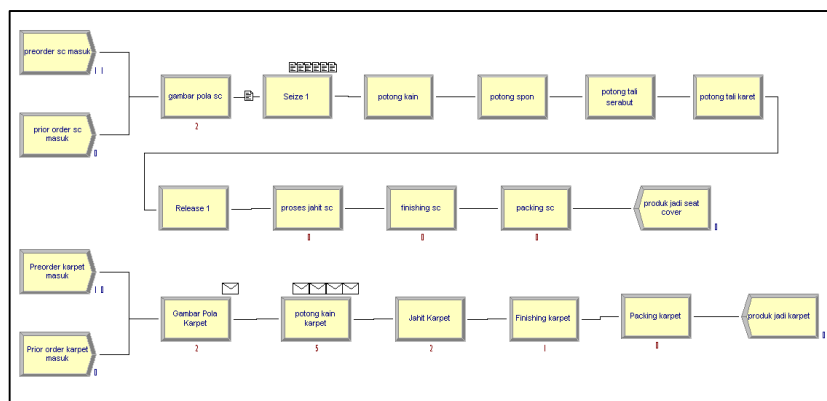 preorder sc masuk
prior order sc
masuk
gambar pola sc
2
Seize 1
potong kain
potong spon
potong tali
serabut
potong tali karet
Release 1
proses jahit sc
0
finishing sc
0
packing sc
0
produk jadi seat
cover
0
Preorder karpet
masuk
Prior order karpet
masuk
0
Gambar Pola
Karpet
2
potong kain
karpet
5
Jahit Karpet
2
Finishing karpet
1
Packing karpet
0
produk jadi karpet
0